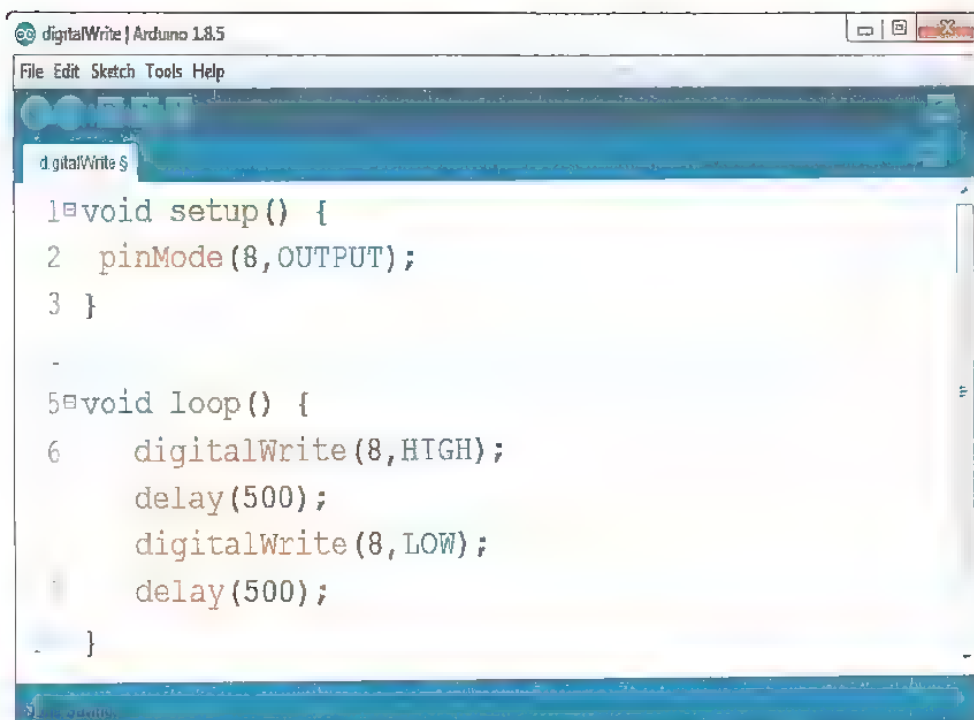 digitalWrite | Arduino 1.8.5
File Edit Sketch Tools Help
digitalWrite §
1 void setup() {
2 pinMode(8,OUTPUT);
3 }
5 void loop() {
6 digitalWrite(8,HIGH);
delay(500);
digitalWrite(8,LOW);
delay(500);
}